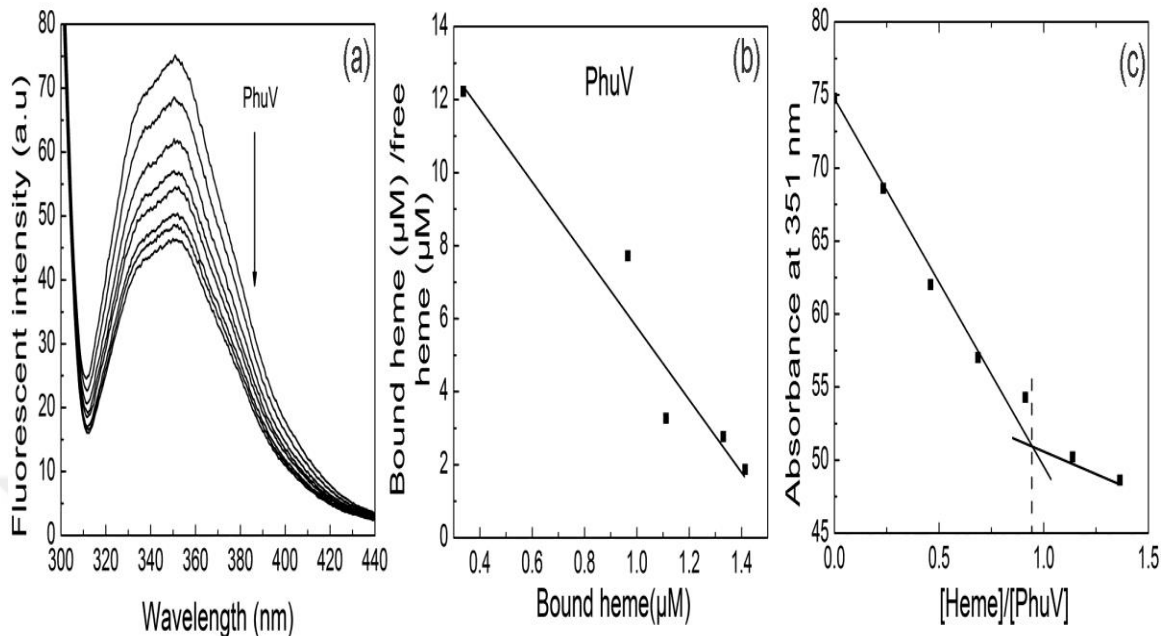 (a)
PhuV
Fluorescent intensity (a.u)
80
70
60
50
40
30
20
10
0
300 320 340 360 380 400 420 440
Wavelength (nm)
(b)
PhuV
Bound heme (µM) /free
heme (µM)
14
12
10
8
6
4
2
0
0.4 0.6 0.8 1.0 1.2 1.4
Bound heme(µM)
(c)
Absorbance at 351 nm
80
75
70
65
60
55
50
45
0.0 0.5 1.0 1.5
[Heme]/[PhuV]